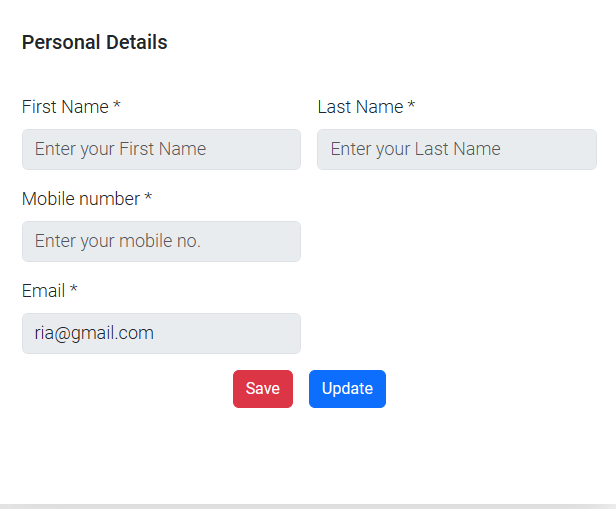 Personal Details
First Name * Last Name *
Enter your First Name Enter your Last Name
Mobile number *
Enter your mobile no.
Email *
ria@gmail.com
Save Update